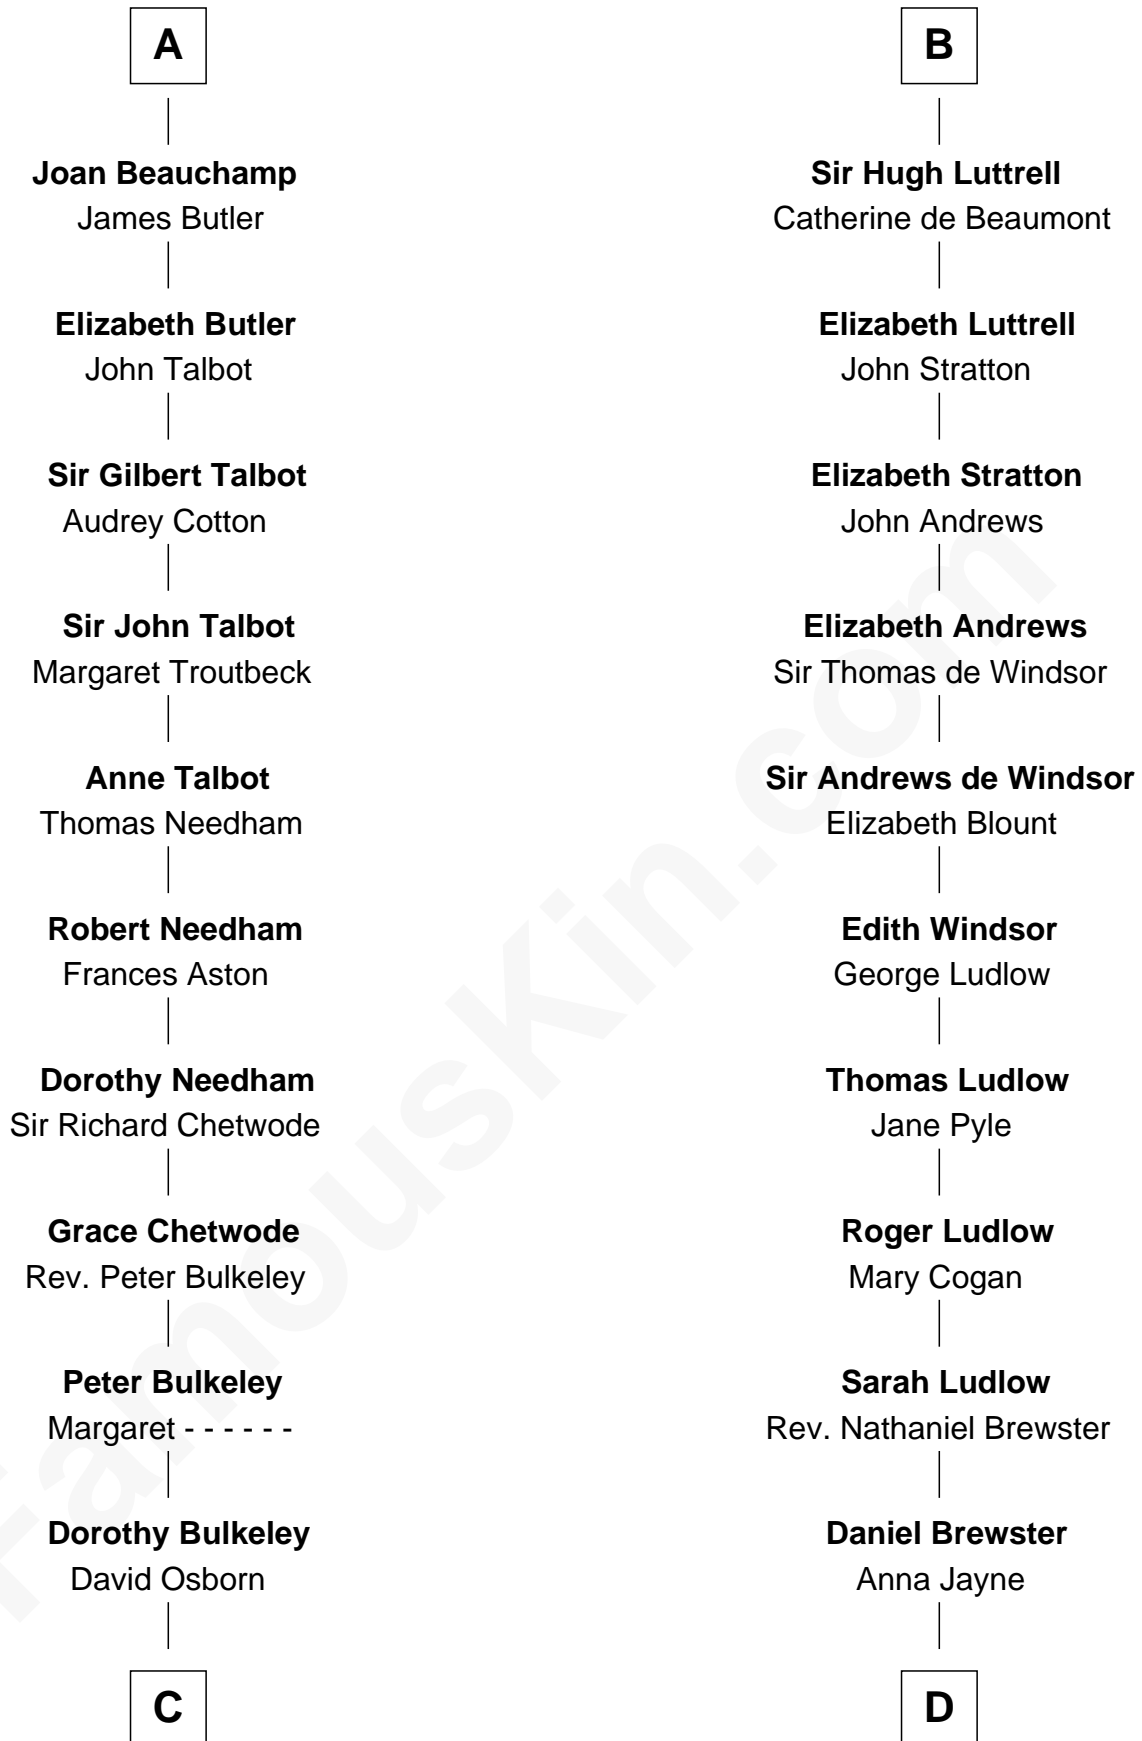 A
Joan Beauchamp
James Butler
Elizabeth Butler
John Talbot
Sir Gilbert Talbot
Audrey Cotton
Sir John Talbot
Margaret Troutbeck
Anne Talbot
Thomas Needham
Robert Needham
Frances Aston
Dorothy Needham
Sir Richard Chetwode
Grace Chetwode
Rev. Peter Bulkeley
Peter Bulkeley
Margaret - - - - - -
Dorothy Bulkeley
David Osborn
C
B
Sir Hugh Luttrell
Catherine de Beaumont
Elizabeth Luttrell
John Stratton
Elizabeth Stratton
John Andrews
Elizabeth Andrews
Sir Thomas de Windsor
Sir Andrews de Windsor
Elizabeth Blount
Edith Windsor
George Ludlow
Thomas Ludlow
Jane Pyle
Roger Ludlow
Mary Cogan
Sarah Ludlow
Rev. Nathaniel Brewster
Daniel Brewster
Anna Jayne
D
FamousKin.com